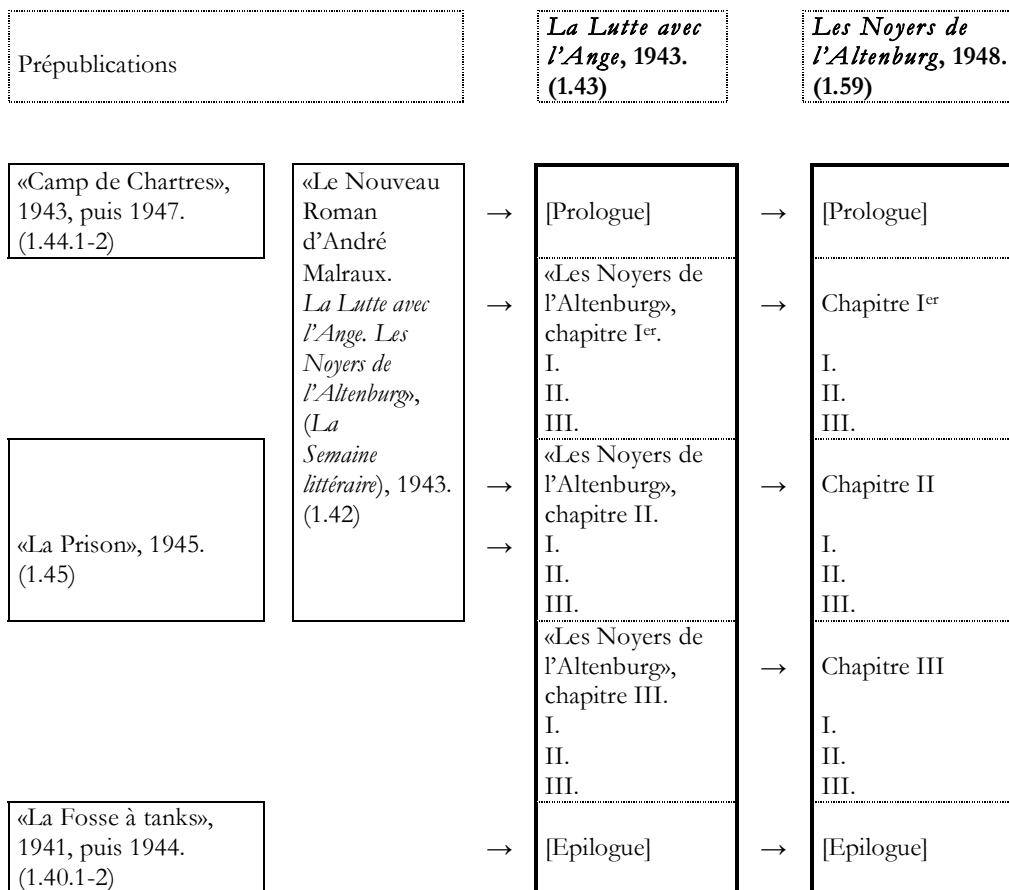 Prépublications
La Lutte avec
l’Ange, 1943.
(1.43)
Les Noyers de
l’Altenburg, 1948.
(1.59)
«Camp de Chartres»,
1943, puis 1947.
(1.44.1-2)
«Le Nouveau
Roman
d’André
Malraux.
La Lutte avec
l’Ange. Les
Noyers de
l’Altenburg»,
(La
Semaine
littéraire), 1943.
(1.42)
→
[Prologue]
→
[Prologue]
→
«Les Noyers de
l’Altenburg»,
chapitre Ier.
I.
II.
III.
→
Chapitre Ier
I.
II.
III.
«La Prison», 1945.
(1.45)
→
→
«Les Noyers de
l’Altenburg»,
chapitre II.
I.
II.
III.
→
Chapitre II
I.
II.
III.
«Les Noyers de
l’Altenburg»,
chapitre III.
I.
II.
III.
→
Chapitre III
I.
II.
III.
«La Fosse à tanks»,
1941, puis 1944.
(1.40.1-2)
→
[Epilogue]
→
[Epilogue]